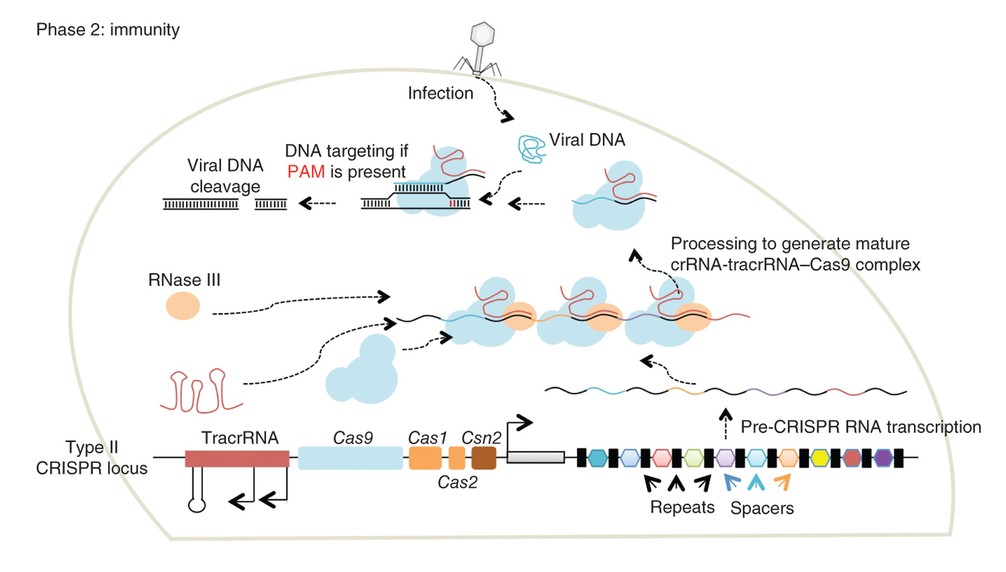 Phase 2: immunity
Infection
Viral DNA
DNA targeting if
PAM is present
Viral DNA
cleavage
Processing to generate mature
crRNA-tracrRNA–Cas9 complex
RNase III
Pre-CRISPR RNA transcription
Type II
CRISPR locus
TracrRNA
Cas9
Cas1
Csn2
Cas2
Repeats
Spacers